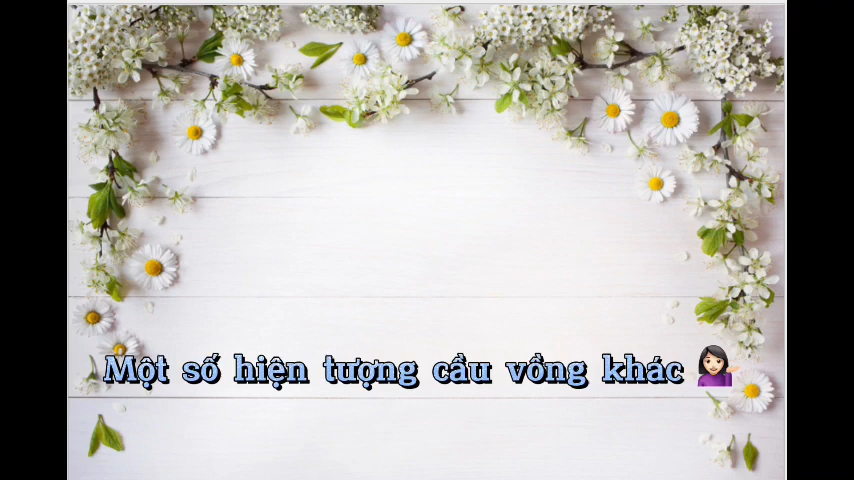 Một số hiện tượng cầu vồng khác 💁🏻‍♀️